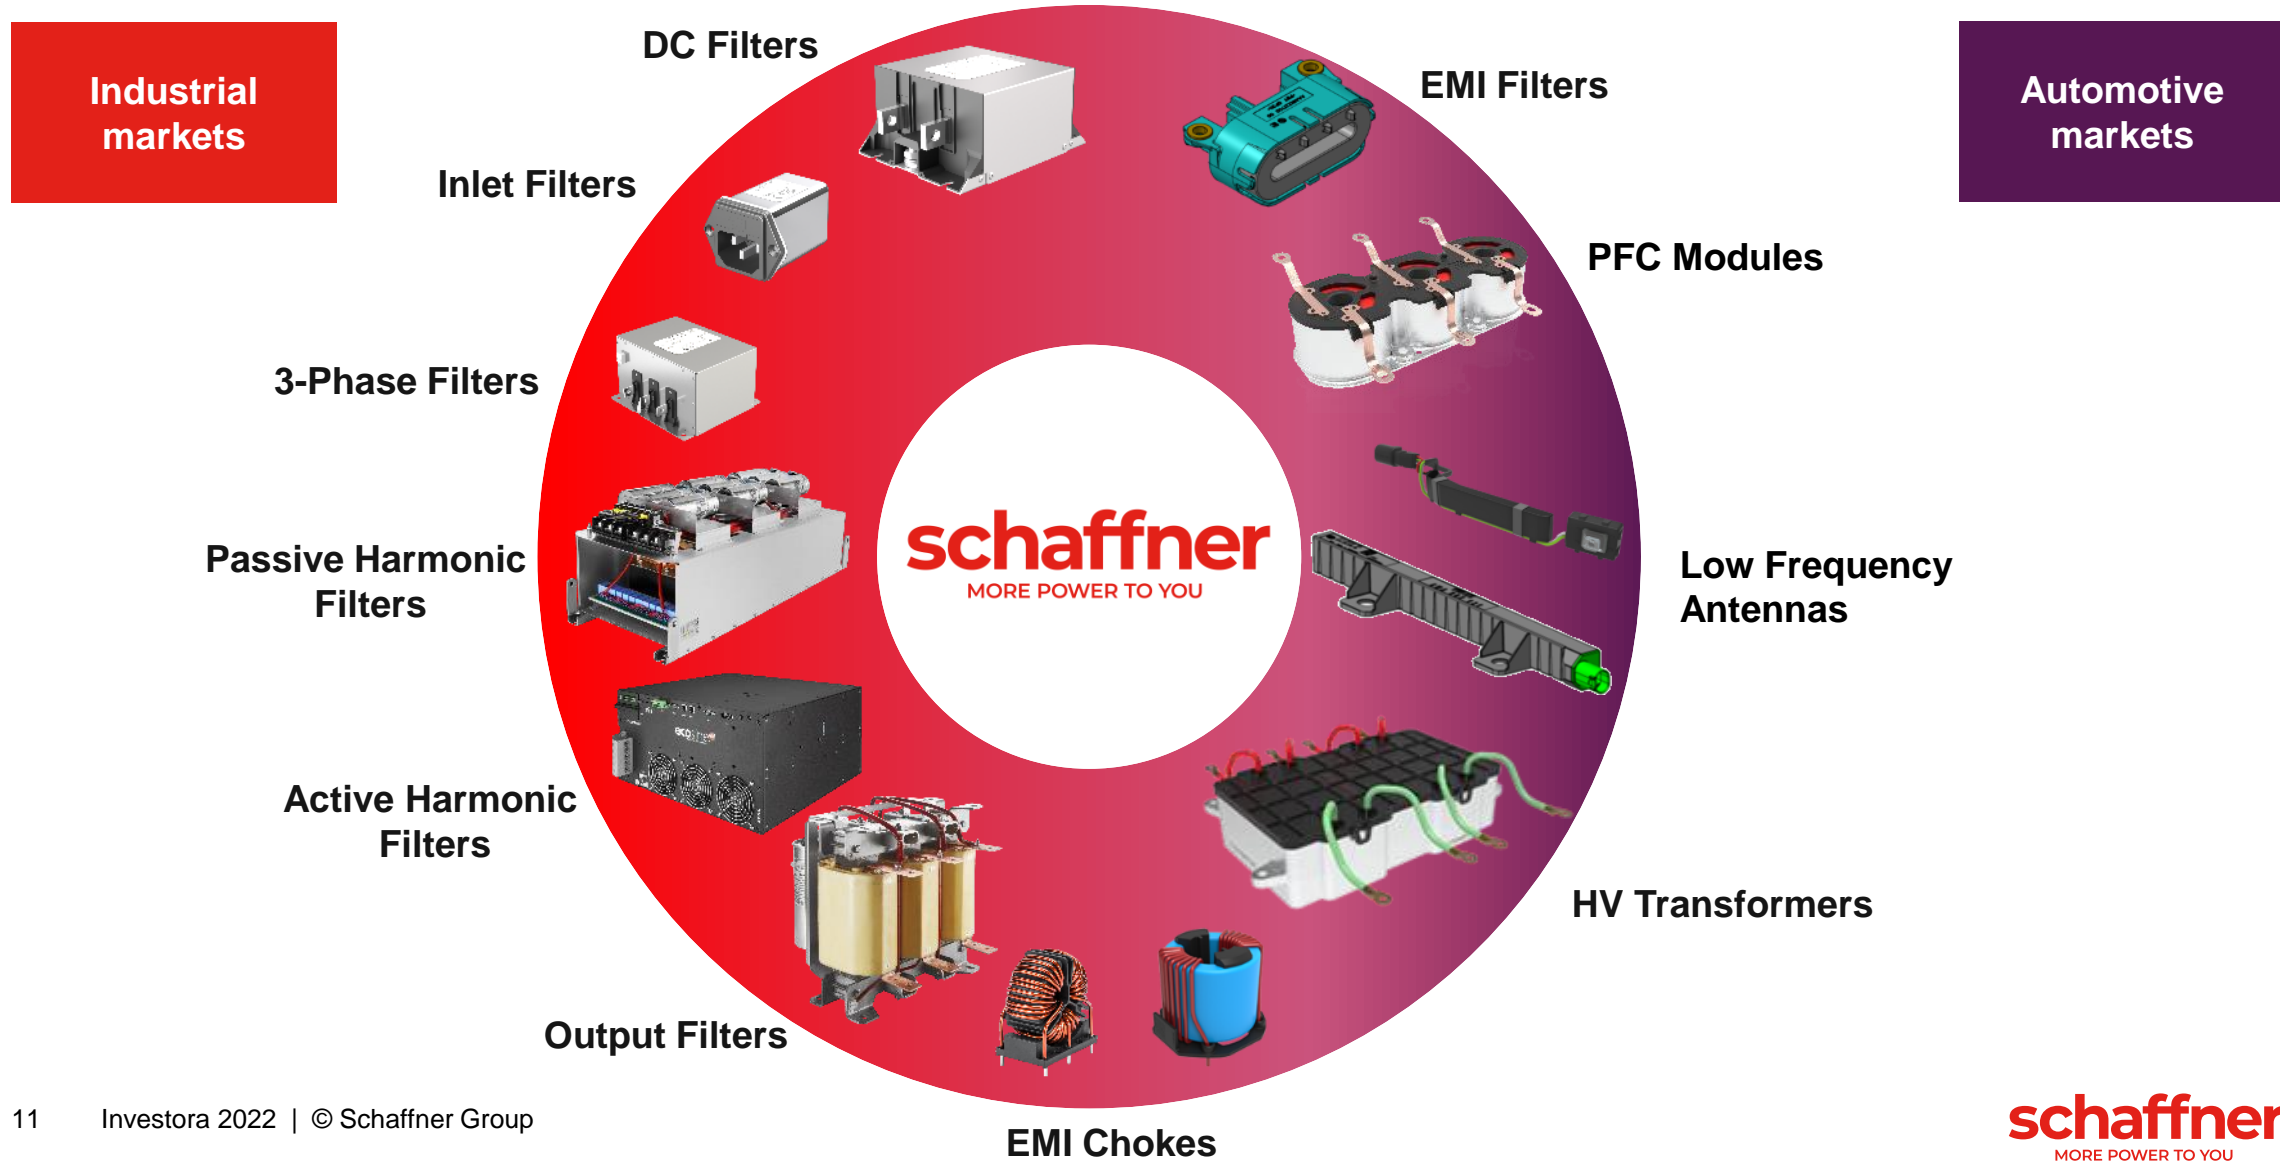 Industrial
markets
DC Filters
EMI Filters
Automotive
markets
Inlet Filters
PFC Modules
3-Phase Filters
schaffner
MORE POWER TO YOU
Passive Harmonic
Filters
Low Frequency
Antennas
Active Harmonic
Filters
HV Transformers
Output Filters
EMI Chokes
11 Investora 2022 | © Schaffner Group
schaffner
MORE POWER TO YOU